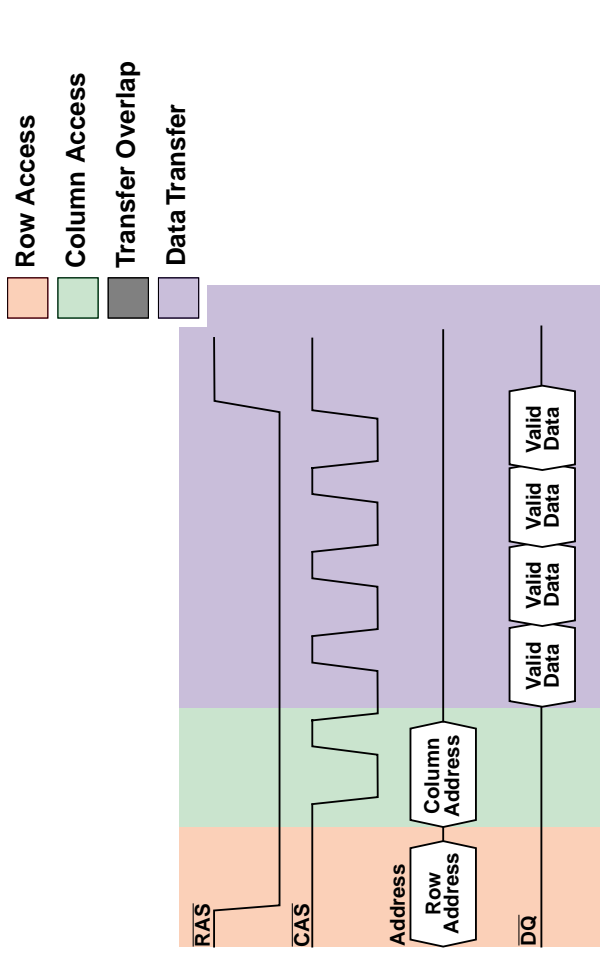 Row Access
Column Access
Transfer Overlap
Data Transfer
RAS
CAS
Address
Row
Address
Column
Address
DQ
Valid
Data
Valid
Data
Valid
Data
Valid
Data